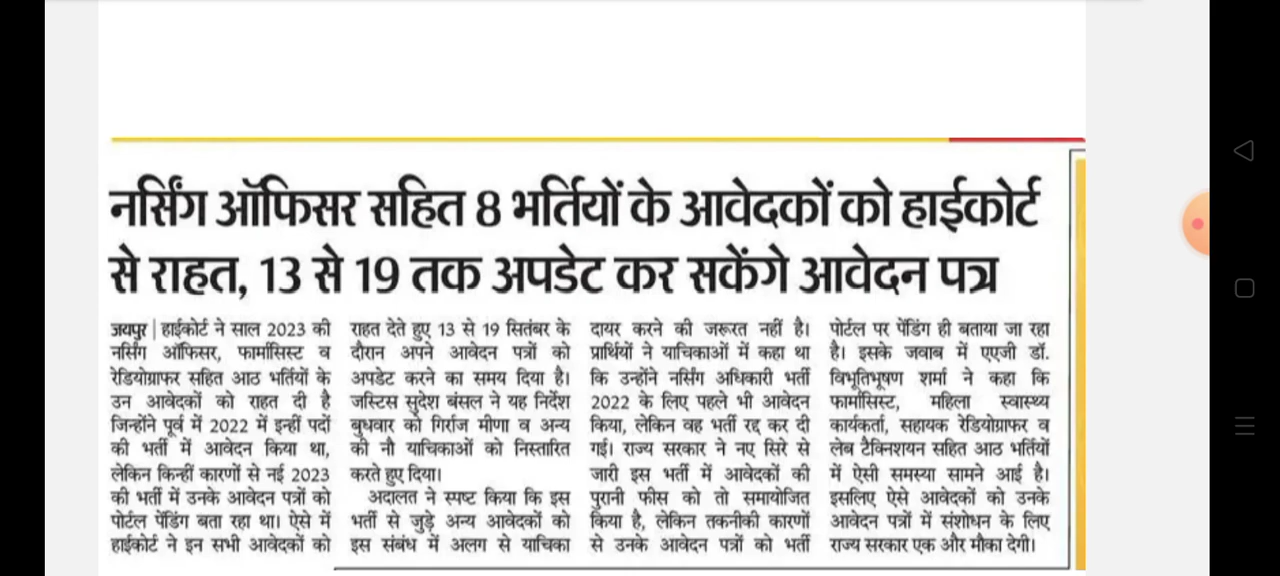 नर्सिंग ऑफिसर सहित 8 भर्तियों के आवेदकों को हाईकोर्ट
से राहत, 13 से 19 तक अपडेट कर सकेंगे आवेदन पत्र
जयपुर | हाईकोर्ट ने साल 2023 की
नर्सिंग ऑफिसर, फार्मासिस्ट व
रेडियोग्राफर सहित आठ भर्तियों के
उन आवेदकों को राहत दी है
जिन्होंने पूर्व में 2022 में इन्हीं पदों
की भर्ती में आवेदन किया था,
लेकिन किन्हीं कारणों से नई 2023
की भर्ती में उनके आवेदन पत्रों को
पोर्टल पेंडिंग बता रहा था। ऐसे में
हाईकोर्ट ने इन सभी आवेदकों को
राहत देते हुए 13 से 19 सितंबर के
दौरान अपने आवेदन पत्रों को
अपडेट करने का समय दिया है।
जस्टिस सुदेश बंसल ने यह निर्देश
बुधवार को गिर्राज मीणा व अन्य
की नौ याचिकाओं को निस्तारित
करते हुए दिया।
अदालत ने स्पष्ट किया कि इस
भर्ती से जुड़े अन्य आवेदकों को
इस संबंध में अलग से याचिका
दायर करने की जरूरत नहीं है।
प्रार्थियों ने याचिकाओं में कहा था
कि उन्होंने नर्सिंग अधिकारी भर्ती
2022 के लिए पहले भी आवेदन
किया, लेकिन वह भर्ती रद्द कर दी
गई। राज्य सरकार ने नए सिरे से
जारी इस भर्ती में आवेदकों की
पुरानी फीस को तो समायोजित
किया है, लेकिन तकनीकी कारणों
से उनके आवेदन पत्रों को भर्ती
पोर्टल पर पेंडिंग ही बताया जा रहा
है। इसके जवाब में एएजी डॉ.
विभूतिभूषण शर्मा ने कहा कि
फार्मासिस्ट, महिला स्वास्थ्य
कार्यकर्ता, सहायक रेडियोग्राफर व
लेब टैक्निशयन सहित आठ भर्तियों
में ऐसी समस्या सामने आई है।
इसलिए ऐसे आवेदकों को उनके
आवेदन पत्रों में संशोधन के लिए
राज्य सरकार एक और मौका देगी।